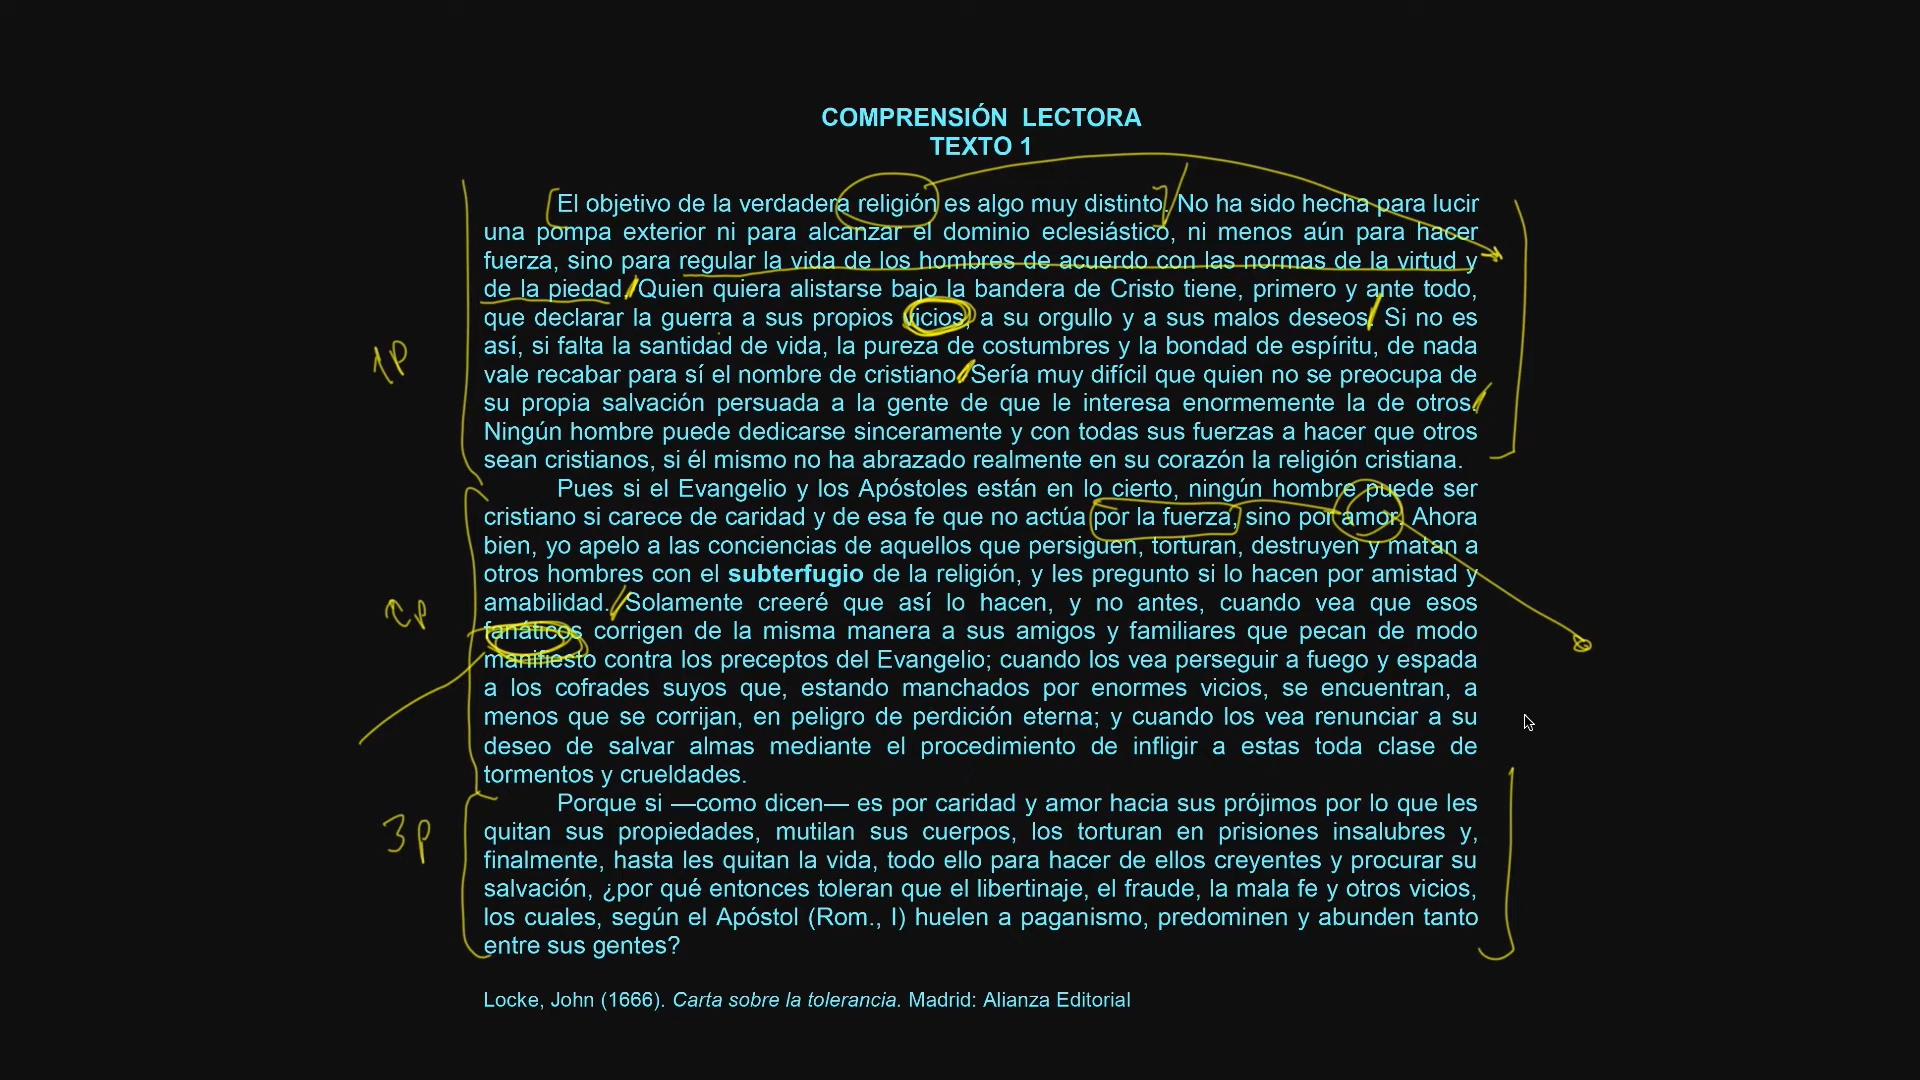 COMPRENSIÓN LECTORA
TEXTO 1
El objetivo de la verdadera religión es algo muy distinto. No ha sido hecha para lucir
una pompa exterior ni para alcanzar el dominio eclesiástico, ni menos aún para hacer
fuerza, sino para regular la vida de los hombres de acuerdo con las normas de la virtud y
de la piedad. Quien quiera alistarse bajo la bandera de Cristo tiene, primero y ante todo,
que declarar la guerra a sus propios vicios, a su orgullo y a sus malos deseos. Si no es
así, si falta la santidad de vida, la pureza de costumbres y la bondad de espíritu, de nada
vale recabar para sí el nombre de cristiano. Sería muy difícil que quien no se preocupa de
su propia salvación persuada a la gente de que le interesa enormemente la de otros.
Ningún hombre puede dedicarse sinceramente y con todas sus fuerzas a hacer que otros
sean cristianos, si él mismo no ha abrazado realmente en su corazón la religión cristiana.
1P
Pues si el Evangelio y los Apóstoles están en lo cierto, ningún hombre puede ser
cristiano si carece de caridad y de esa fe que no actúa por la fuerza, sino por amor. Ahora
bien, yo apelo a las conciencias de aquellos que persiguen, torturan, destruyen y matan a
otros hombres con el subterfugio de la religión, y les pregunto si lo hacen por amistad y
amabilidad. Solamente creeré que así lo hacen, y no antes, cuando vea que esos
fanáticos corrigen de la misma manera a sus amigos y familiares que pecan de modo
manifiesto contra los preceptos del Evangelio; cuando los vea perseguir a fuego y espada
a los cofrades suyos que, estando manchados por enormes vicios, se encuentran, a
menos que se corrijan, en peligro de perdición eterna; y cuando los vea renunciar a su
deseo de salvar almas mediante el procedimiento de infligir a estas toda clase de
tormentos y crueldades.
2P
Porque si —como dicen— es por caridad y amor hacia sus prójimos por lo que les
quitan sus propiedades, mutilan sus cuerpos, los torturan en prisiones insalubres y,
finalmente, hasta les quitan la vida, todo ello para hacer de ellos creyentes y procurar su
salvación, ¿por qué entonces toleran que el libertinaje, el fraude, la mala fe y otros vicios,
los cuales, según el Apóstol (Rom., I) huelen a paganismo, predominen y abunden tanto
entre sus gentes?
3P
Locke, John (1666). Carta sobre la tolerancia. Madrid: Alianza Editorial